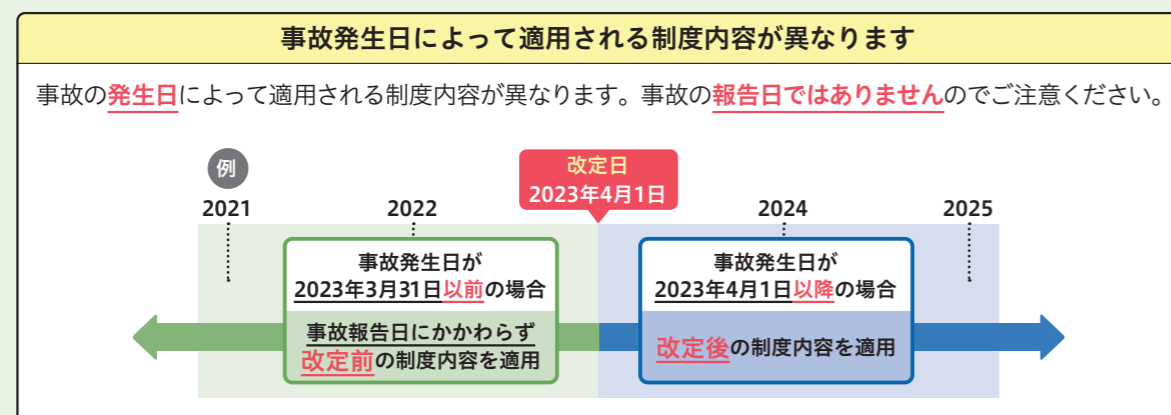 事故発生日によって適用される制度内容が異なります
事故の発生日によって適用される制度内容が異なります。事故の報告日ではありませんのでご注意ください。
例
改定日
2023年4月1日
2021
2022
2024
2025
事故発生日が
2023年3月31日以前の場合
事故報告日にかかわらず
改定前の制度内容を適用
事故発生日が
2023年4月1日以降の場合
改定後の制度内容を適用